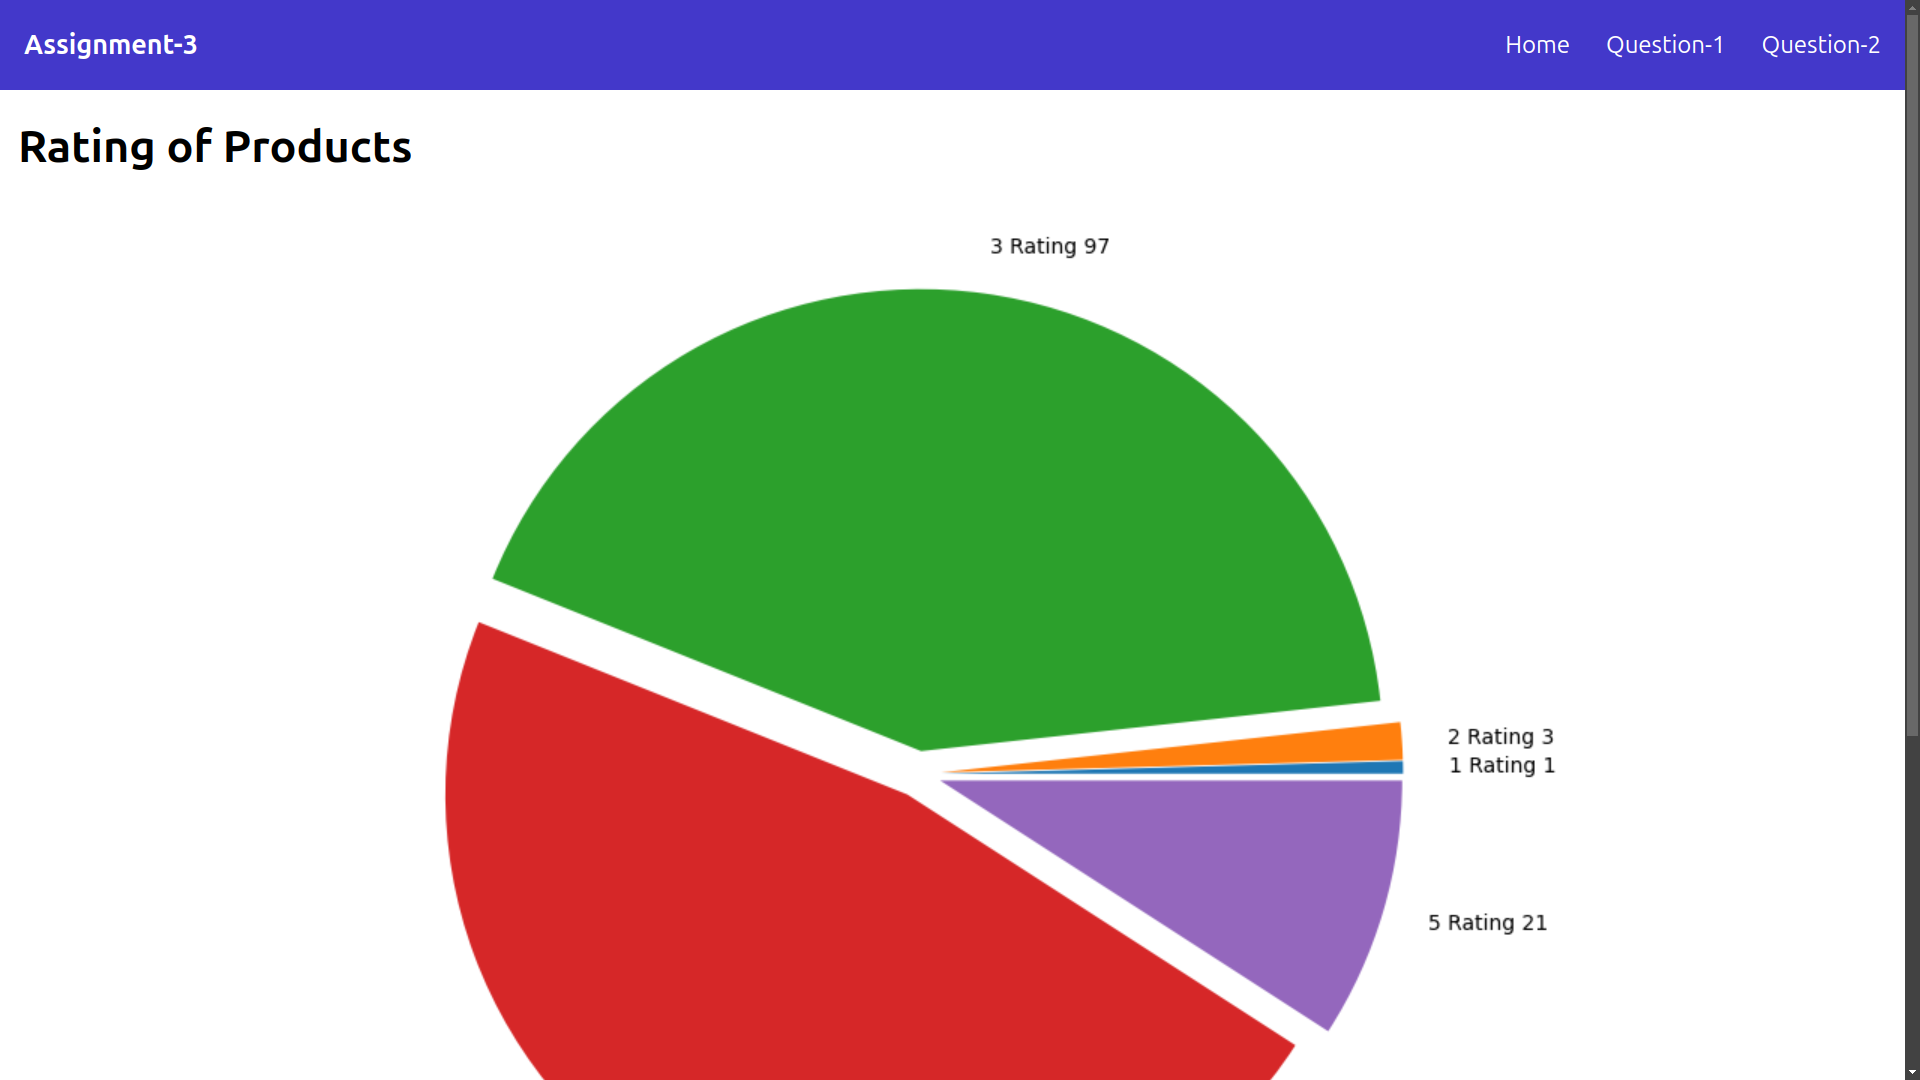 Assignment-3
Home
Question-1
Question-2
Rating of Products
3 Rating 97
2 Rating 3
1 Rating 1
5 Rating 21